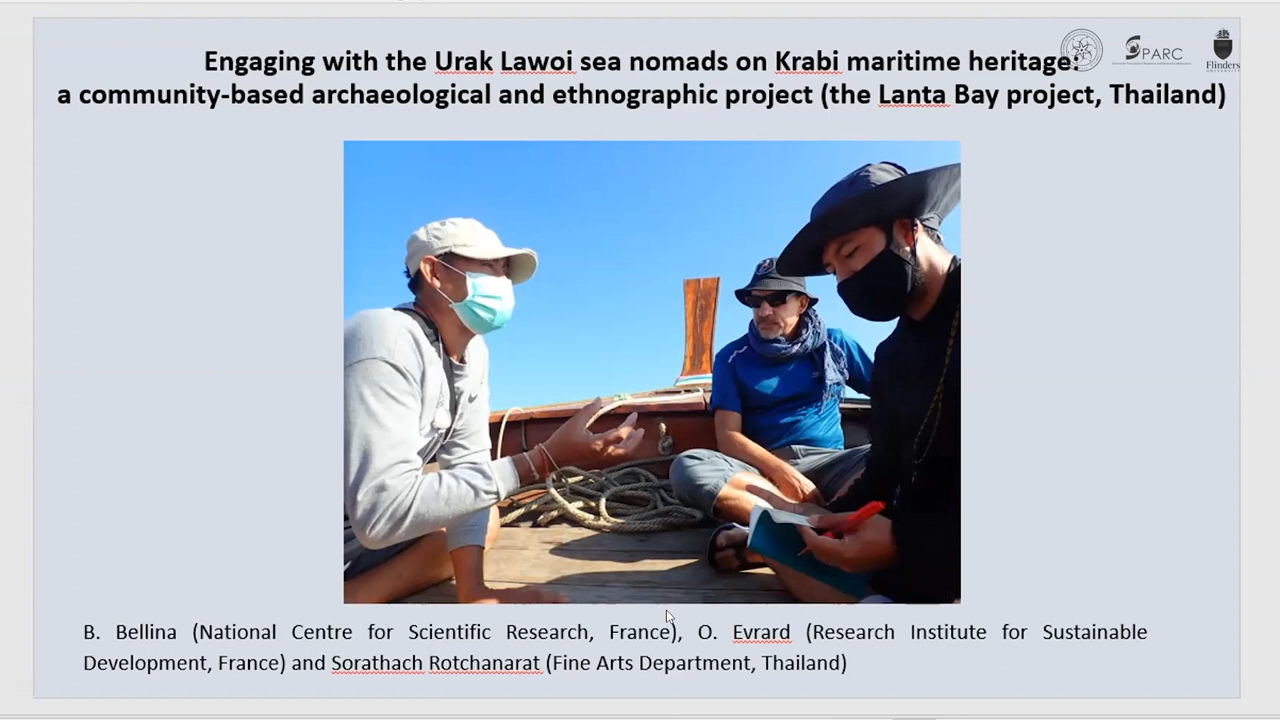 Engaging with the Urak Lawoi sea nomads on Krabi maritime heritage:
a community-based archaeological and ethnographic project (the Lanta Bay project, Thailand)
SPARC
Flinders
UNIVERSITY
B. Bellina (National Centre for Scientific Research, France), O. Evrard (Research Institute for Sustainable
Development, France) and Sorathach Rotchanarat (Fine Arts Department, Thailand)